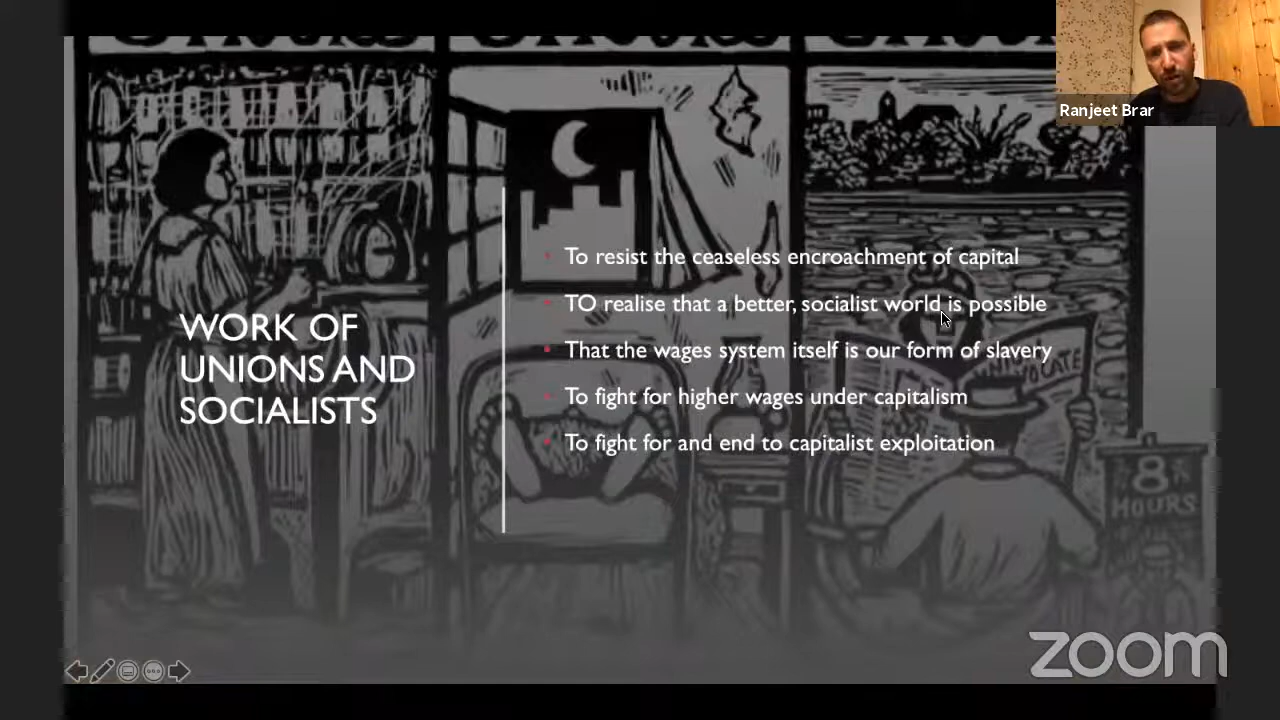 Ranjeet Brar
WORK OF
UNIONS AND
SOCIALISTS
To resist the ceaseless encroachment of capital
TO realise that a better, socialist world is possible
That the wages system itself is our form of slavery
To fight for higher wages under capitalism
To fight for and end to capitalist exploitation
8
HOURS
zoom